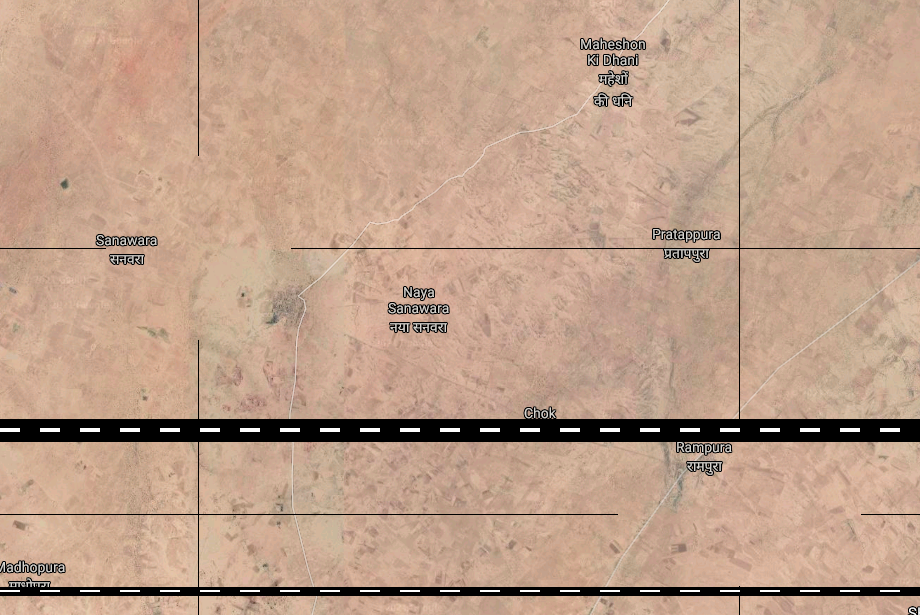 Maheshon
Ki Dhani
महेशों
की धनि
Sanawara
सनवरा
Pratappura
प्रतापपुरा
Naya
Sanawara
नया सनवरा
Chok
Rampura
रामपुरा
Madhopura
माधोपुरा